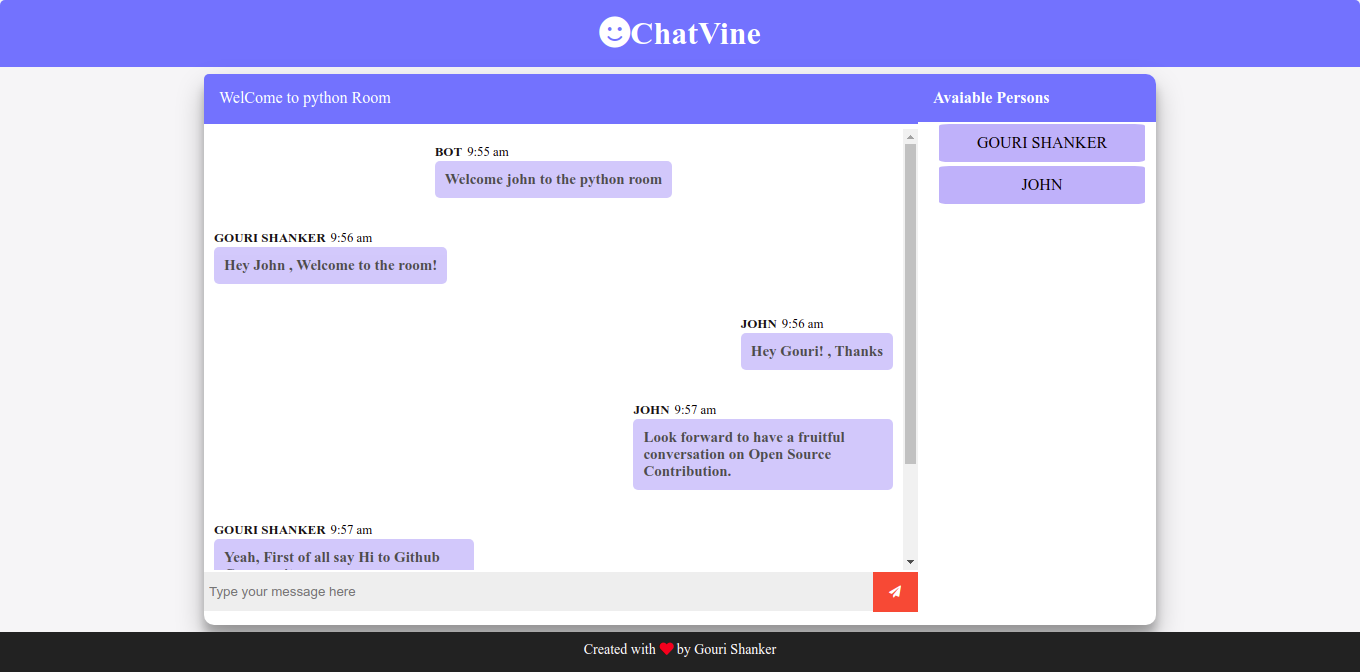 ChatVine
WelCome to python Room
Avaiable Persons
GOURI SHANKER
JOHN
BOT 9:55 am
Welcome john to the python room
GOURI SHANKER 9:56 am
Hey John , Welcome to the room!
JOHN 9:56 am
Hey Gouri! , Thanks
JOHN 9:57 am
Look forward to have a fruitful
conversation on Open Source
Contribution.
GOURI SHANKER 9:57 am
Yeah, First of all say Hi to Github
Type your message here
Created with by Gouri Shanker